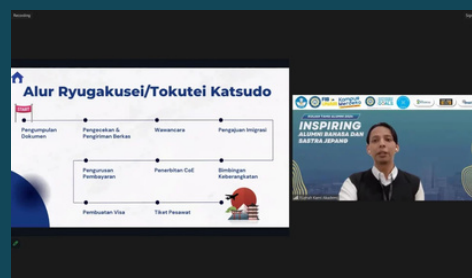 Recording
Alur Ryugakusei/Tokutei Katsudo
START
Pengumpulan
Dokumen
Pengecekan &
Pengiriman Berkas
Wawancara
Pengajuan Imigrasi
Pengurusan
Pembayaran
Penerbitan CoE
Bimbingan
Keberangkatan
Pembuatan Visa
Tiket Pesawat
INSPIRING
ALUMNI BAHASA DAN
SASTRA JEPANG